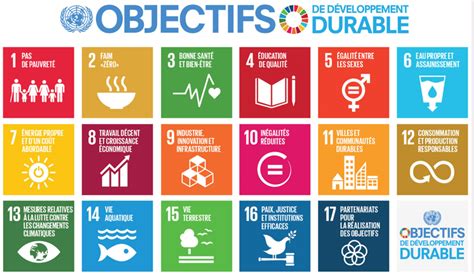 OBJECTIFS
DE DÉVELOPPEMENT
DURABLE
1 PAS
DE PAUVRETÉ
2 FAIM
«ZÉRO»
3 BONNE SANTÉ
ET BIEN-ÊTRE
4 ÉDUCATION
DE QUALITÉ
5 ÉGALITÉ ENTRE
LES SEXES
6 EAU PROPRE ET
ASSAINISSEMENT
7 ÉNERGIE PROPRE
ET D'UN COÛT
ABORDABLE
8 TRAVAIL DÉCENT
ET CROISSANCE
ÉCONOMIQUE
9 INDUSTRIE,
INNOVATION ET
INFRASTRUCTURE
10 INÉGALITÉS
RÉDUITES
11 VILLES ET
COMMUNAUTÉS
DURABLES
12 CONSOMMATION
ET PRODUCTION
RESPONSABLES
13 MESURES RELATIVES
À LA LUTTE CONTRE
LES CHANGEMENTS
CLIMATIQUES
14 VIE
AQUATIQUE
15 VIE
TERRESTRE
16 PAIX, JUSTICE
ET INSTITUTIONS
EFFICACES
17 PARTENARIATS
POUR LA
RÉALISATION
DES OBJECTIFS
OBJECTIFS
DE DÉVELOPPEMENT
DURABLE